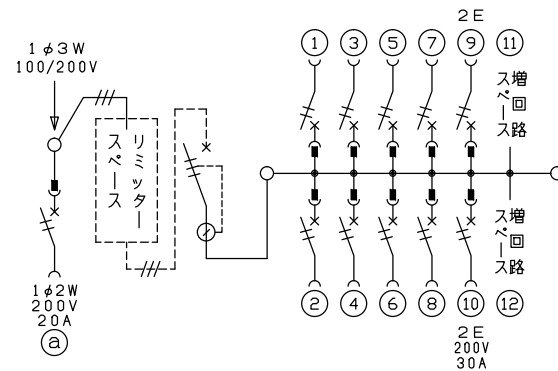 2E
① ③ ⑤ ⑦ ⑨ ⑪
1φ3W
100/200V
リミッター
スペース
増回路
スペース
増回路
スペース
1φ2W
200V
20A
ⓐ
② ④ ⑥ ⑧ ⑩ ⑫
2E
200V
30A